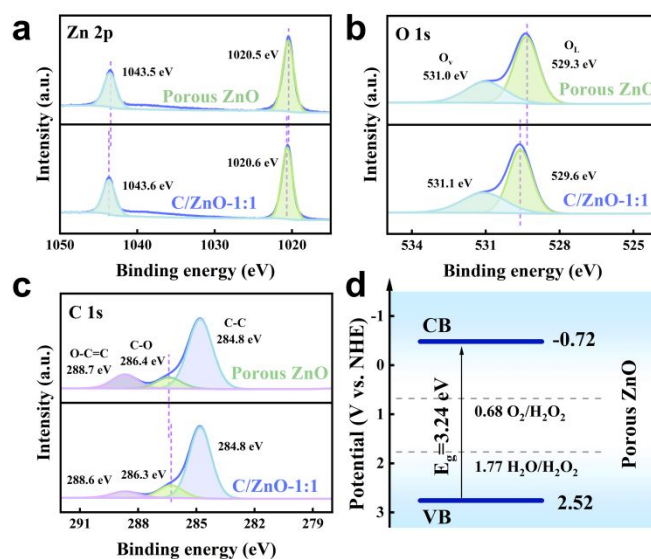 a
Zn 2p
1043.5 eV
1020.5 eV
Porous ZnO
1043.6 eV
1020.6 eV
C/ZnO-1:1
Intensity (a.u.)
1050 1040 1030 1020
Binding energy (eV)
b
O 1s
Oᵥ
531.0 eV
O_L
529.3 eV
Porous ZnO
531.1 eV
529.6 eV
C/ZnO-1:1
Intensity (a.u.)
534 531 528 525
Binding energy (eV)
c
C 1s
O-C=C
288.7 eV
C-O
286.4 eV
C-C
284.8 eV
Porous ZnO
288.6 eV
286.3 eV
284.8 eV
C/ZnO-1:1
Intensity (a.u.)
291 288 285 282 279
Binding energy (eV)
d
Potential (V vs. NHE)
-1
0
1
2
3
CB
-0.72
E_g=3.24 eV
0.68 O₂/H₂O₂
1.77 H₂O/H₂O₂
2.52
VB
Porous ZnO